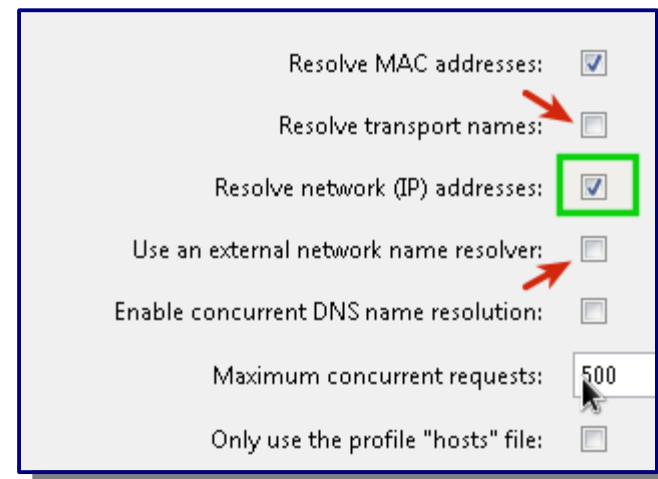 Resolve MAC addresses:
Resolve transport names:
Resolve network (IP) addresses:
Use an external network name resolver:
Enable concurrent DNS name resolution:
Maximum concurrent requests: 500
Only use the profile "hosts" file: